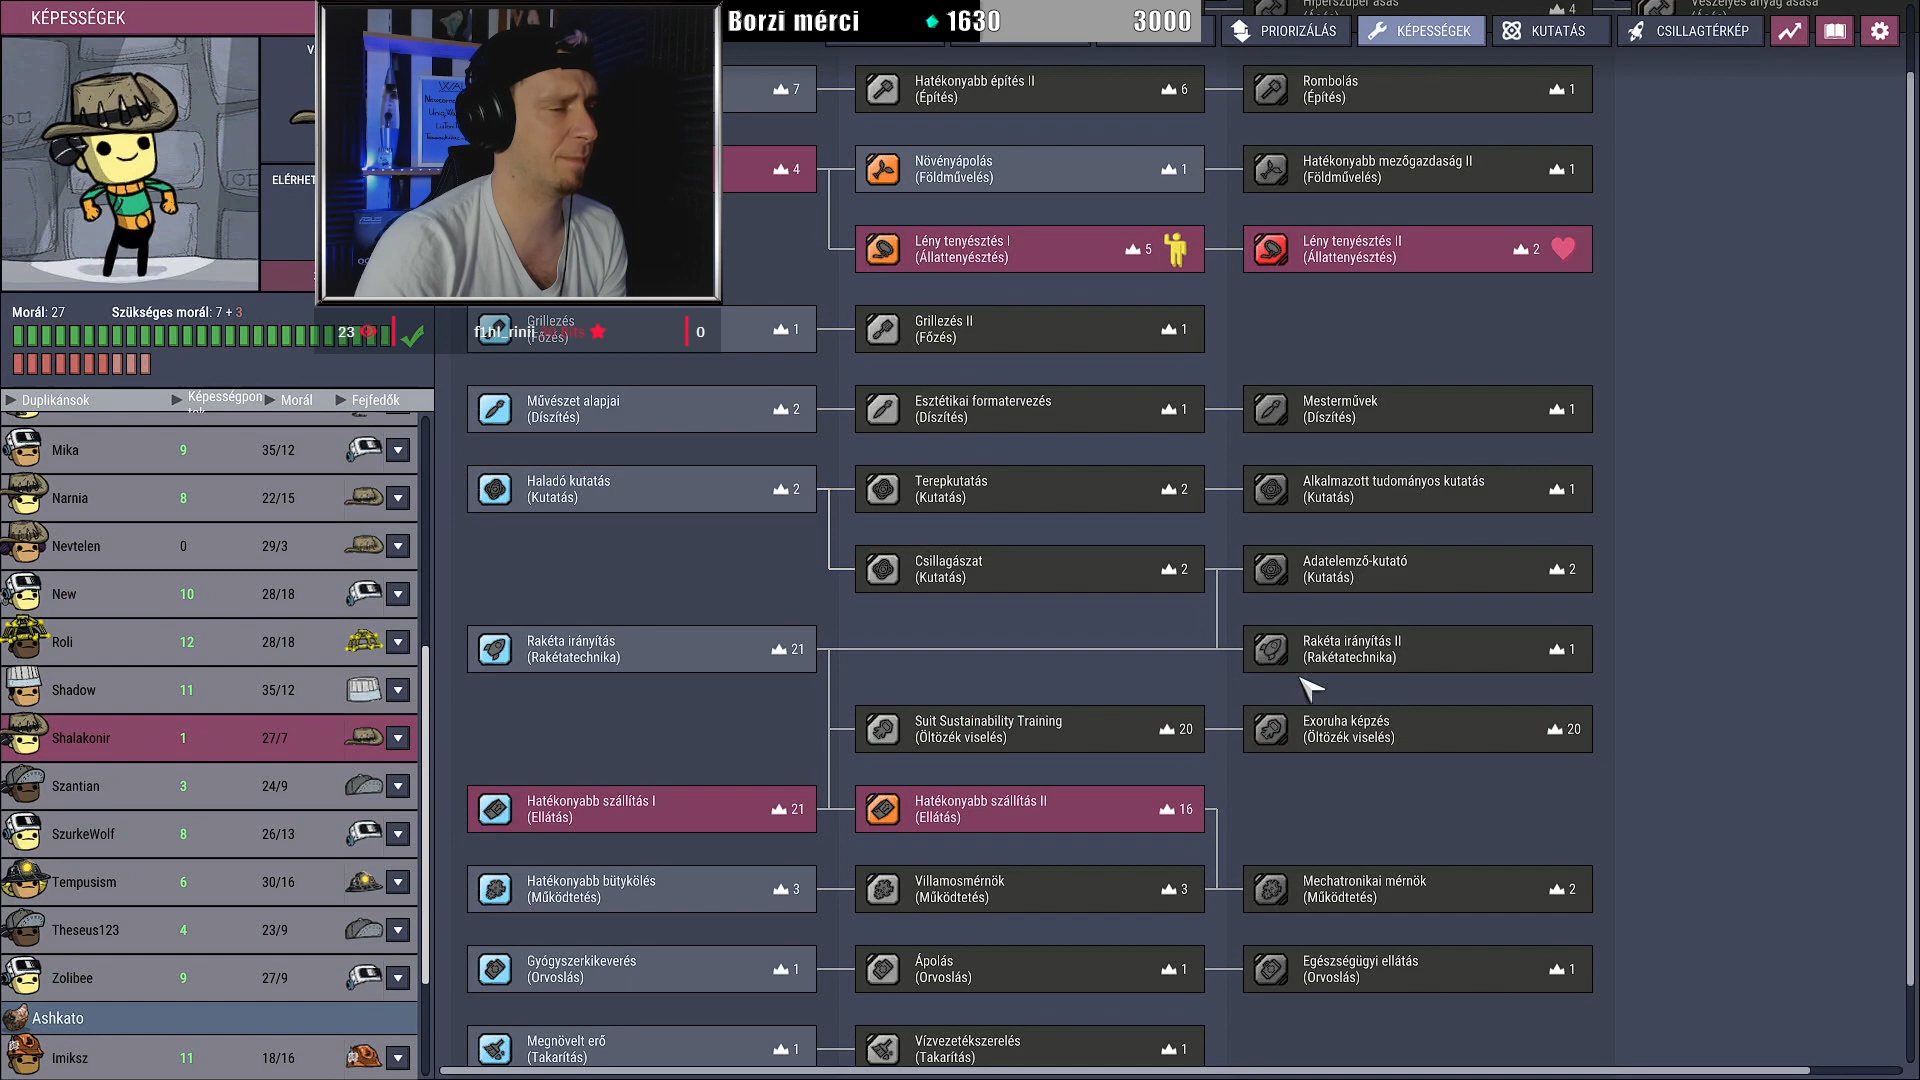 KÉPESSÉGEK
Borzi mérci
1630
3000
PRIORIZÁLÁS
KÉPESSÉGEK
KUTATÁS
CSILLAGTÉRKÉP
4
7
Hatékonyabb építés II
(Építés)
6
Rombolás
(Építés)
1
4
Növényápolás
(Földművelés)
1
Hatékonyabb mezőgazdaság II
(Földművelés)
1
Lény tenyésztés I
(Állattenyésztés)
5
Lény tenyésztés II
(Állattenyésztés)
2
Morál: 27
Szükséges morál: 7 + 3
23
f1hl_rinij
0
Grillezés
(Főzés)
1
Grillezés II
(Főzés)
1
Művészet alapjai
(Díszítés)
2
Esztétikai formatervezés
(Díszítés)
1
Mesterművek
(Díszítés)
1
Haladó kutatás
(Kutatás)
2
Terepkutatás
(Kutatás)
2
Alkalmazott tudományos kutatás
(Kutatás)
1
Csillagászat
(Kutatás)
2
Adatelemző-kutató
(Kutatás)
2
Rakéta irányítás
(Rakétatechnika)
21
Rakéta irányítás II
(Rakétatechnika)
1
Suit Sustainability Training
(Öltözék viselés)
20
Exoruha képzés
(Öltözék viselés)
20
Hatékonyabb szállítás I
(Ellátás)
21
Hatékonyabb szállítás II
(Ellátás)
16
Hatékonyabb bütykölés
(Működtetés)
3
Villamosmérnök
(Működtetés)
3
Mechatronikai mérnök
(Működtetés)
2
Gyógyszerkikeverés
(Orvoslás)
1
Ápolás
(Orvoslás)
1
Egészségügyi ellátás
(Orvoslás)
1
Megnövelt erő
(Takarítás)
1
Vízvezetékszerelés
(Takarítás)
1
Duplikánsok Képességpon Morál Fejfedők
Mika 9 35/12
Narnia 8 22/15
Nevtelen 0 29/3
New 10 28/18
Roli 12 28/18
Shadow 11 35/12
Shalakonir 1 27/7
Szantian 3 24/9
SzurkeWolf 8 26/13
Tempusism 6 30/16
Theseus123 4 23/9
Zolibee 9 27/9
Ashkato
Imiksz 11 18/16